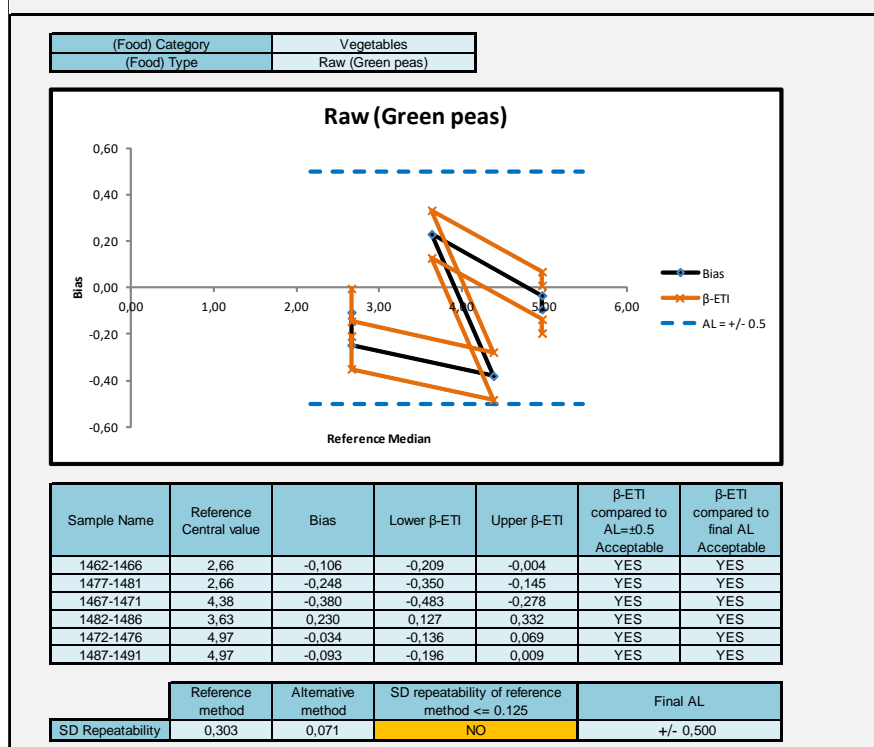 (Food) Category Vegetables
(Food) Type Raw (Green peas)
Raw (Green peas)
0,60
0,40
0,20
0,00
-0,20
-0,40
-0,60
0,00 1,00 2,00 3,00 4,00 5,00 6,00
Bias
Reference Median
Bias
β-ETI
AL = +/- 0.5
Sample Name Reference Central value Bias Lower β-ETI Upper β-ETI β-ETI compared to AL=±0.5 Acceptable β-ETI compared to final AL Acceptable
1462-1466 2,66 -0,106 -0,209 -0,004 YES YES
1477-1481 2,66 -0,248 -0,350 -0,145 YES YES
1467-1471 4,38 -0,380 -0,483 -0,278 YES YES
1482-1486 3,63 0,230 0,127 0,332 YES YES
1472-1476 4,97 -0,034 -0,136 0,069 YES YES
1487-1491 4,97 -0,093 -0,196 0,009 YES YES
Reference method Alternative method SD repeatability of reference method <= 0.125 Final AL
SD Repeatability 0,303 0,071 NO +/- 0,500